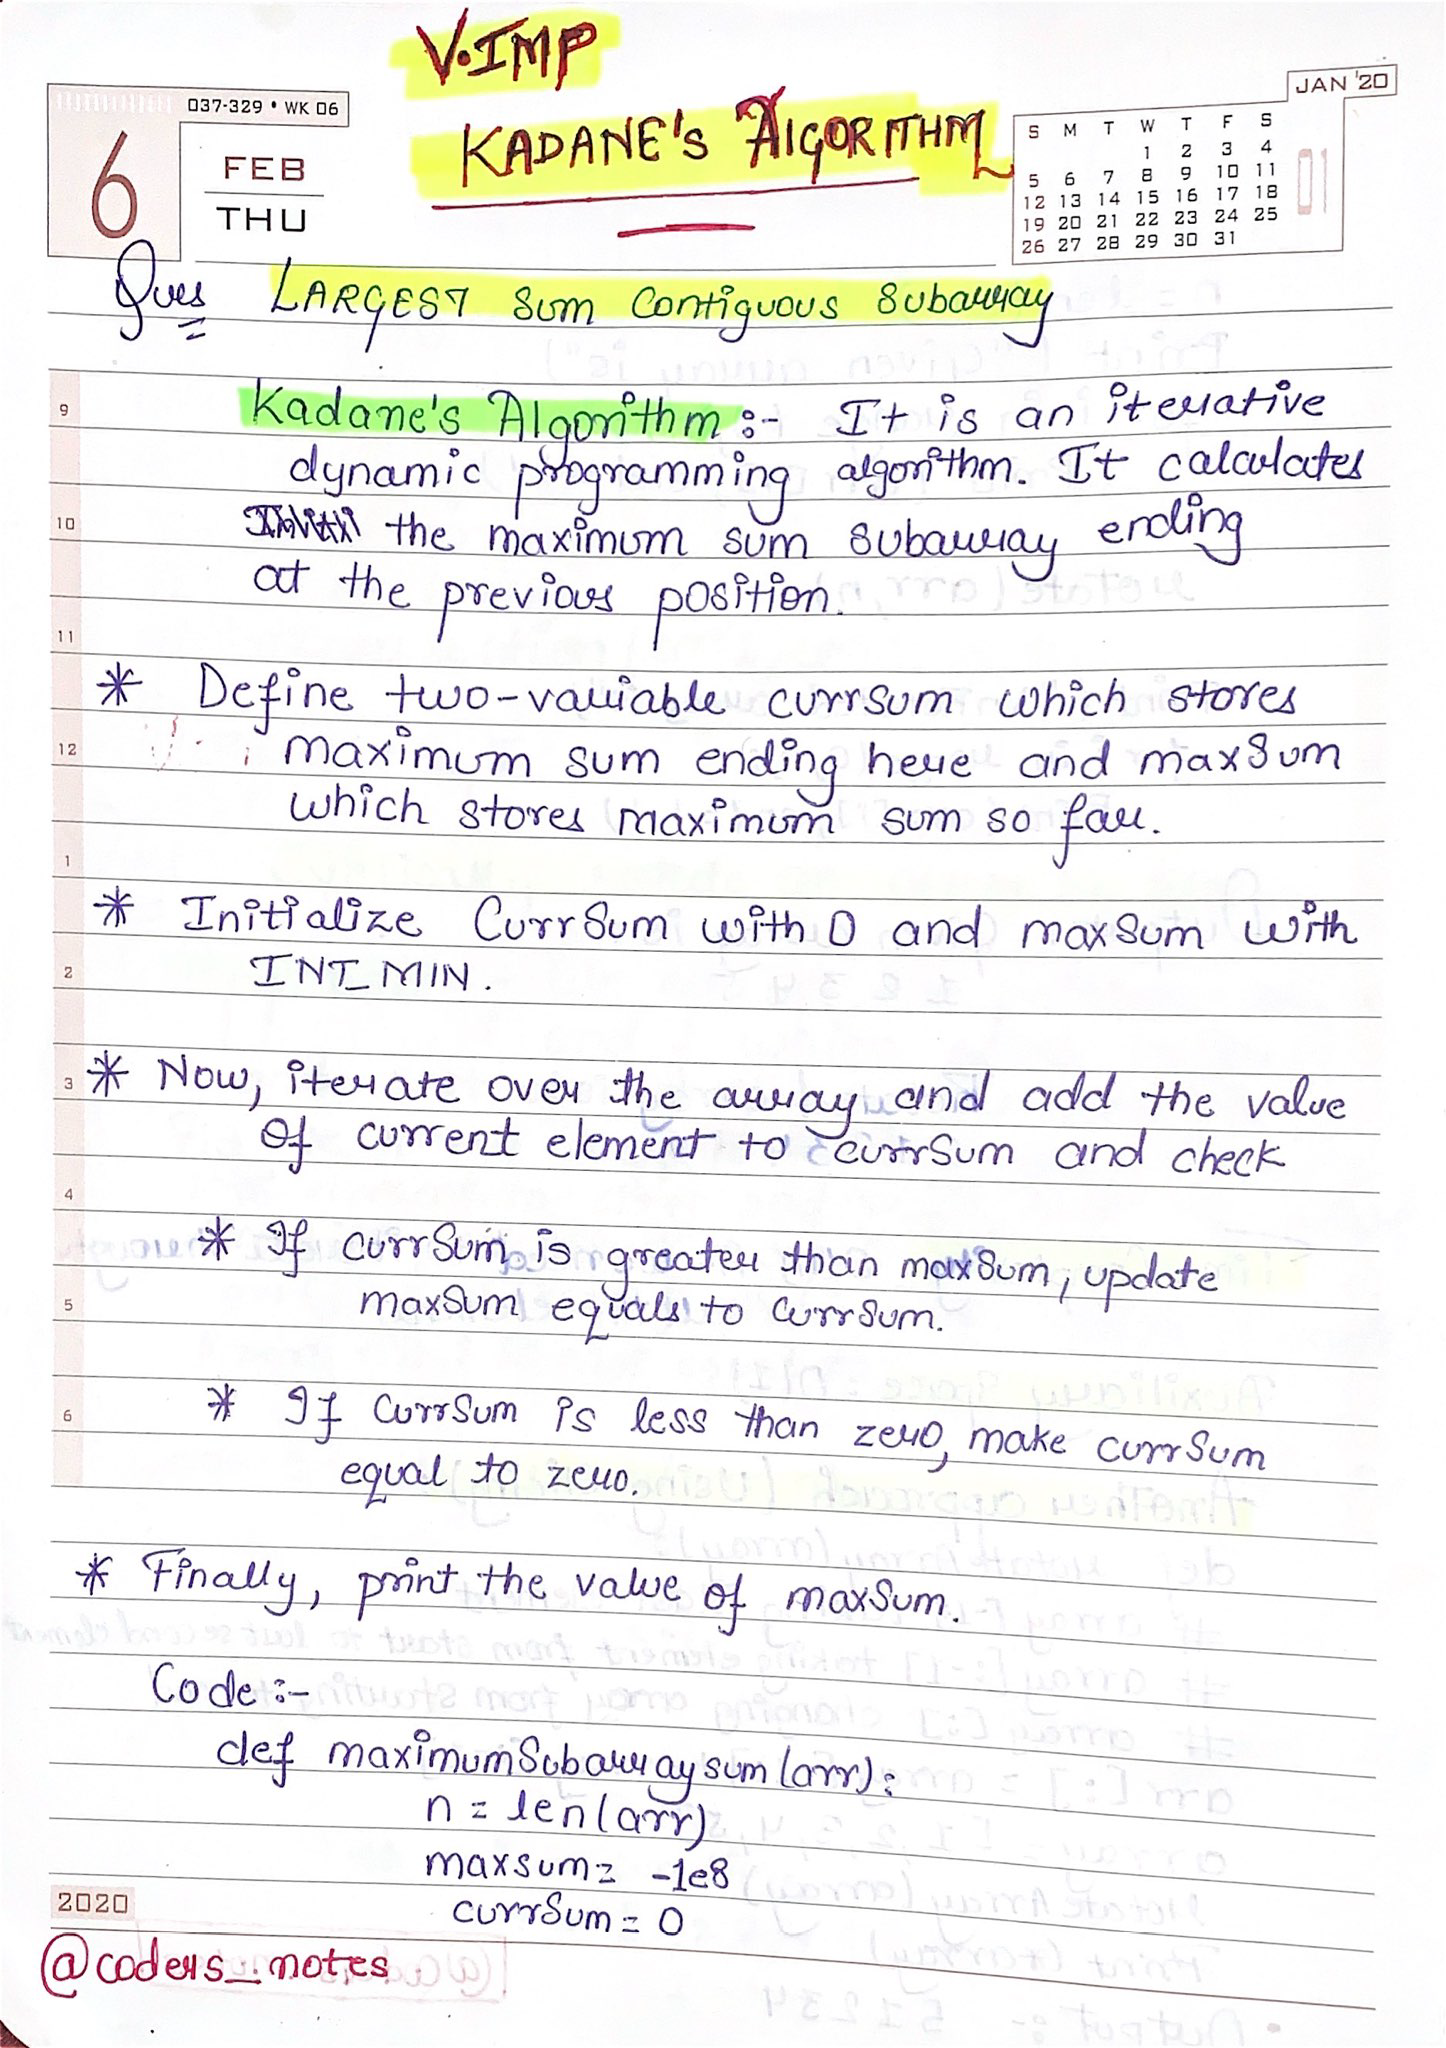 V.IMP
KADANE's ALGORITHM
037-329 • WK 06
6
FEB
THU
JAN '20
S M T W T F S
1 2 3 4
5 6 7 8 9 10 11
12 13 14 15 16 17 18
19 20 21 22 23 24 25
26 27 28 29 30 31
01
Ques LARGEST Sum Contiguous Subarray
9
Kadane's Algorithm :- It is an iterative
dynamic programming algorithm. It calculates
10
the maximum sum subarray ending
at the previous position.
11
* Define two-variable currSum which stores
12
maximum sum ending here and maxSum
which stores maximum sum so far.
1
* Initialize CurrSum with 0 and maxSum with
2
INT_MIN.
3
* Now, iterate over the array and add the value
of current element to currSum and check
4
* If currSum is greater than maxSum, update
5
maxSum equals to CurrSum.
6
* If CurrSum is less than zero, make currSum
equal to zero.
* Finally, print the value of maxSum.
Code :-
def maximumSubarraysum(arr):
n = len(arr)
maxsum = -1e8
currSum = 0
2020
@coders_notes